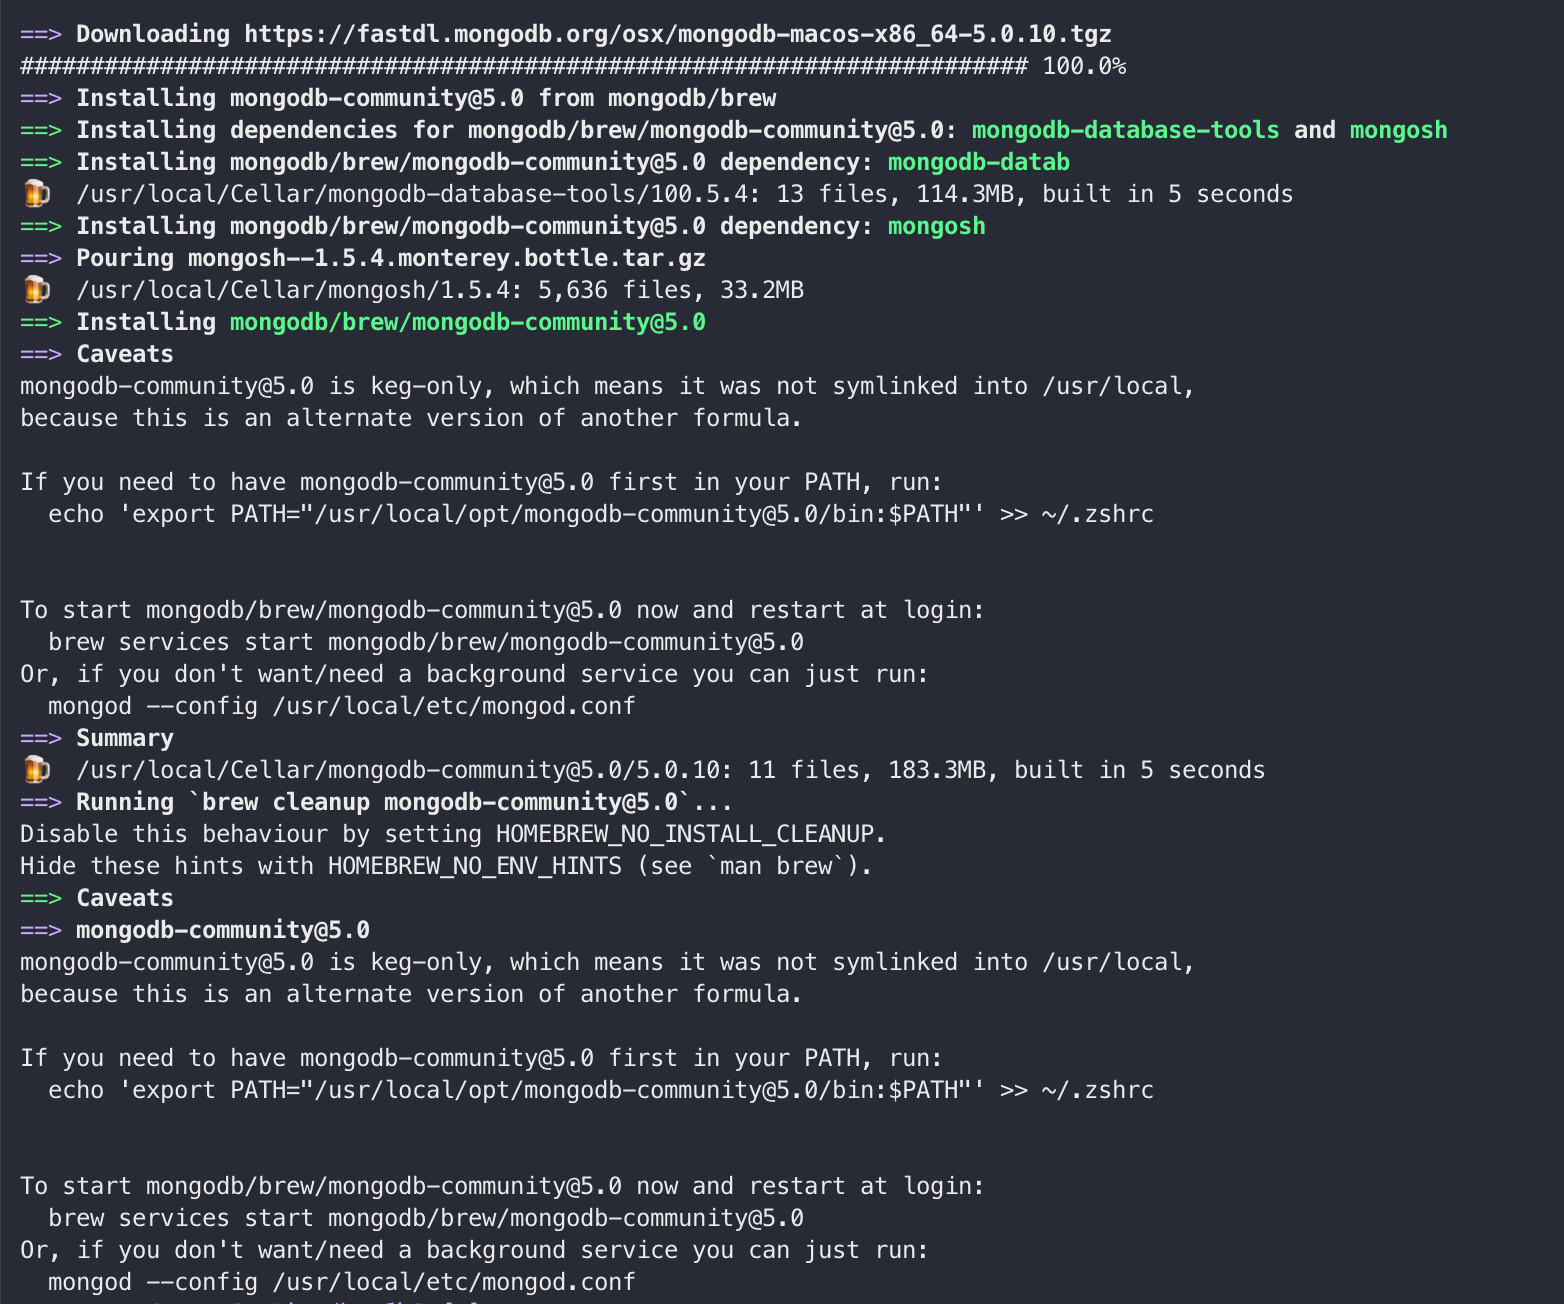 ==> Downloading https://fastdl.mongodb.org/osx/mongodb-macos-x86_64-5.0.10.tgz
######################################################################## 100.0%
==> Installing mongodb-community@5.0 from mongodb/brew
==> Installing dependencies for mongodb/brew/mongodb-community@5.0: mongodb-database-tools and mongosh
==> Installing mongodb/brew/mongodb-community@5.0 dependency: mongodb-datab
🍺  /usr/local/Cellar/mongodb-database-tools/100.5.4: 13 files, 114.3MB, built in 5 seconds
==> Installing mongodb/brew/mongodb-community@5.0 dependency: mongosh
==> Pouring mongosh--1.5.4.monterey.bottle.tar.gz
🍺  /usr/local/Cellar/mongosh/1.5.4: 5,636 files, 33.2MB
==> Installing mongodb/brew/mongodb-community@5.0
==> Caveats
mongodb-community@5.0 is keg-only, which means it was not symlinked into /usr/local,
because this is an alternate version of another formula.

If you need to have mongodb-community@5.0 first in your PATH, run:
  echo 'export PATH="/usr/local/opt/mongodb-community@5.0/bin:$PATH"' >> ~/.zshrc

To start mongodb/brew/mongodb-community@5.0 now and restart at login:
  brew services start mongodb/brew/mongodb-community@5.0
Or, if you don't want/need a background service you can just run:
  mongod --config /usr/local/etc/mongod.conf
==> Summary
🍺  /usr/local/Cellar/mongodb-community@5.0/5.0.10: 11 files, 183.3MB, built in 5 seconds
==> Running `brew cleanup mongodb-community@5.0`...
Disable this behaviour by setting HOMEBREW_NO_INSTALL_CLEANUP.
Hide these hints with HOMEBREW_NO_ENV_HINTS (see `man brew`).
==> Caveats
==> mongodb-community@5.0
mongodb-community@5.0 is keg-only, which means it was not symlinked into /usr/local,
because this is an alternate version of another formula.

If you need to have mongodb-community@5.0 first in your PATH, run:
  echo 'export PATH="/usr/local/opt/mongodb-community@5.0/bin:$PATH"' >> ~/.zshrc

To start mongodb/brew/mongodb-community@5.0 now and restart at login:
  brew services start mongodb/brew/mongodb-community@5.0
Or, if you don't want/need a background service you can just run:
  mongod --config /usr/local/etc/mongod.conf